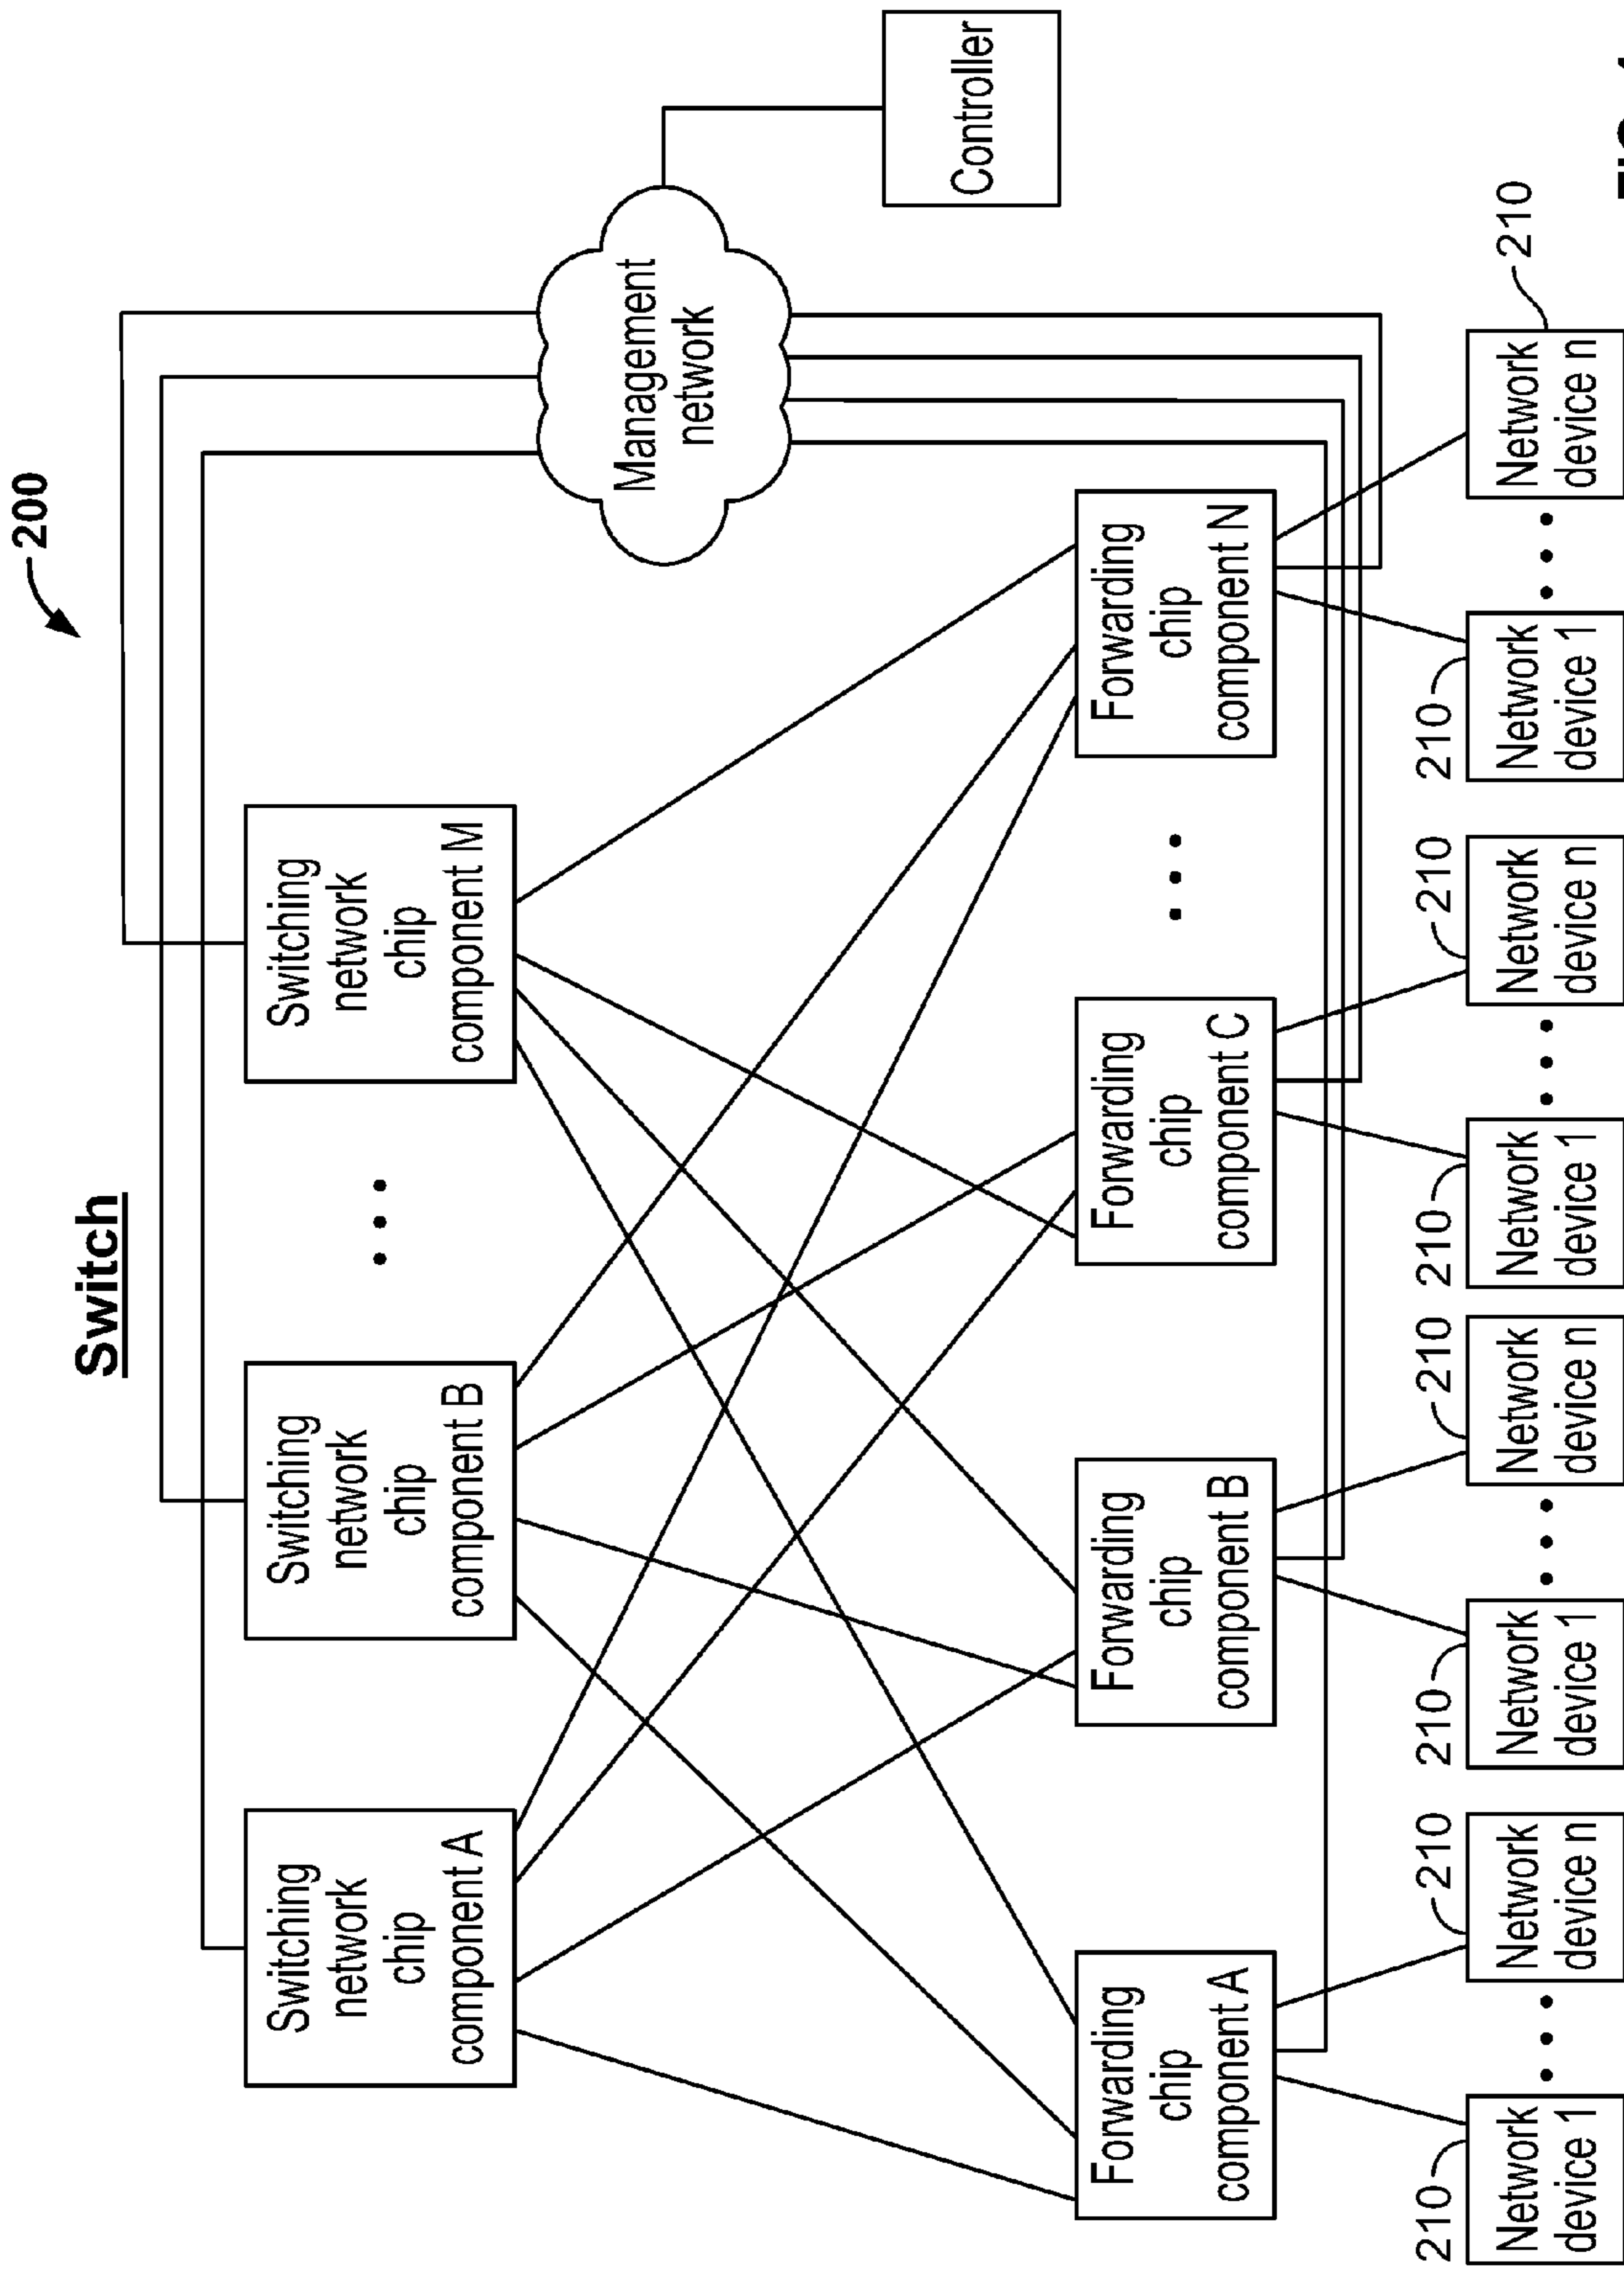 Switch
200
Switching
network
chip
component A
Switching
network
chip
component B
Switching
network
chip
component M
Management
network
Controller
Forwarding
chip
component A
Forwarding
chip
component B
Forwarding
chip
component C
Forwarding
chip
component N
210
Network
device 1
210
Network
device n
210
Network
device 1
210
Network
device n
210
Network
device 1
210
Network
device n
210
Network
device 1
210
Network
device n